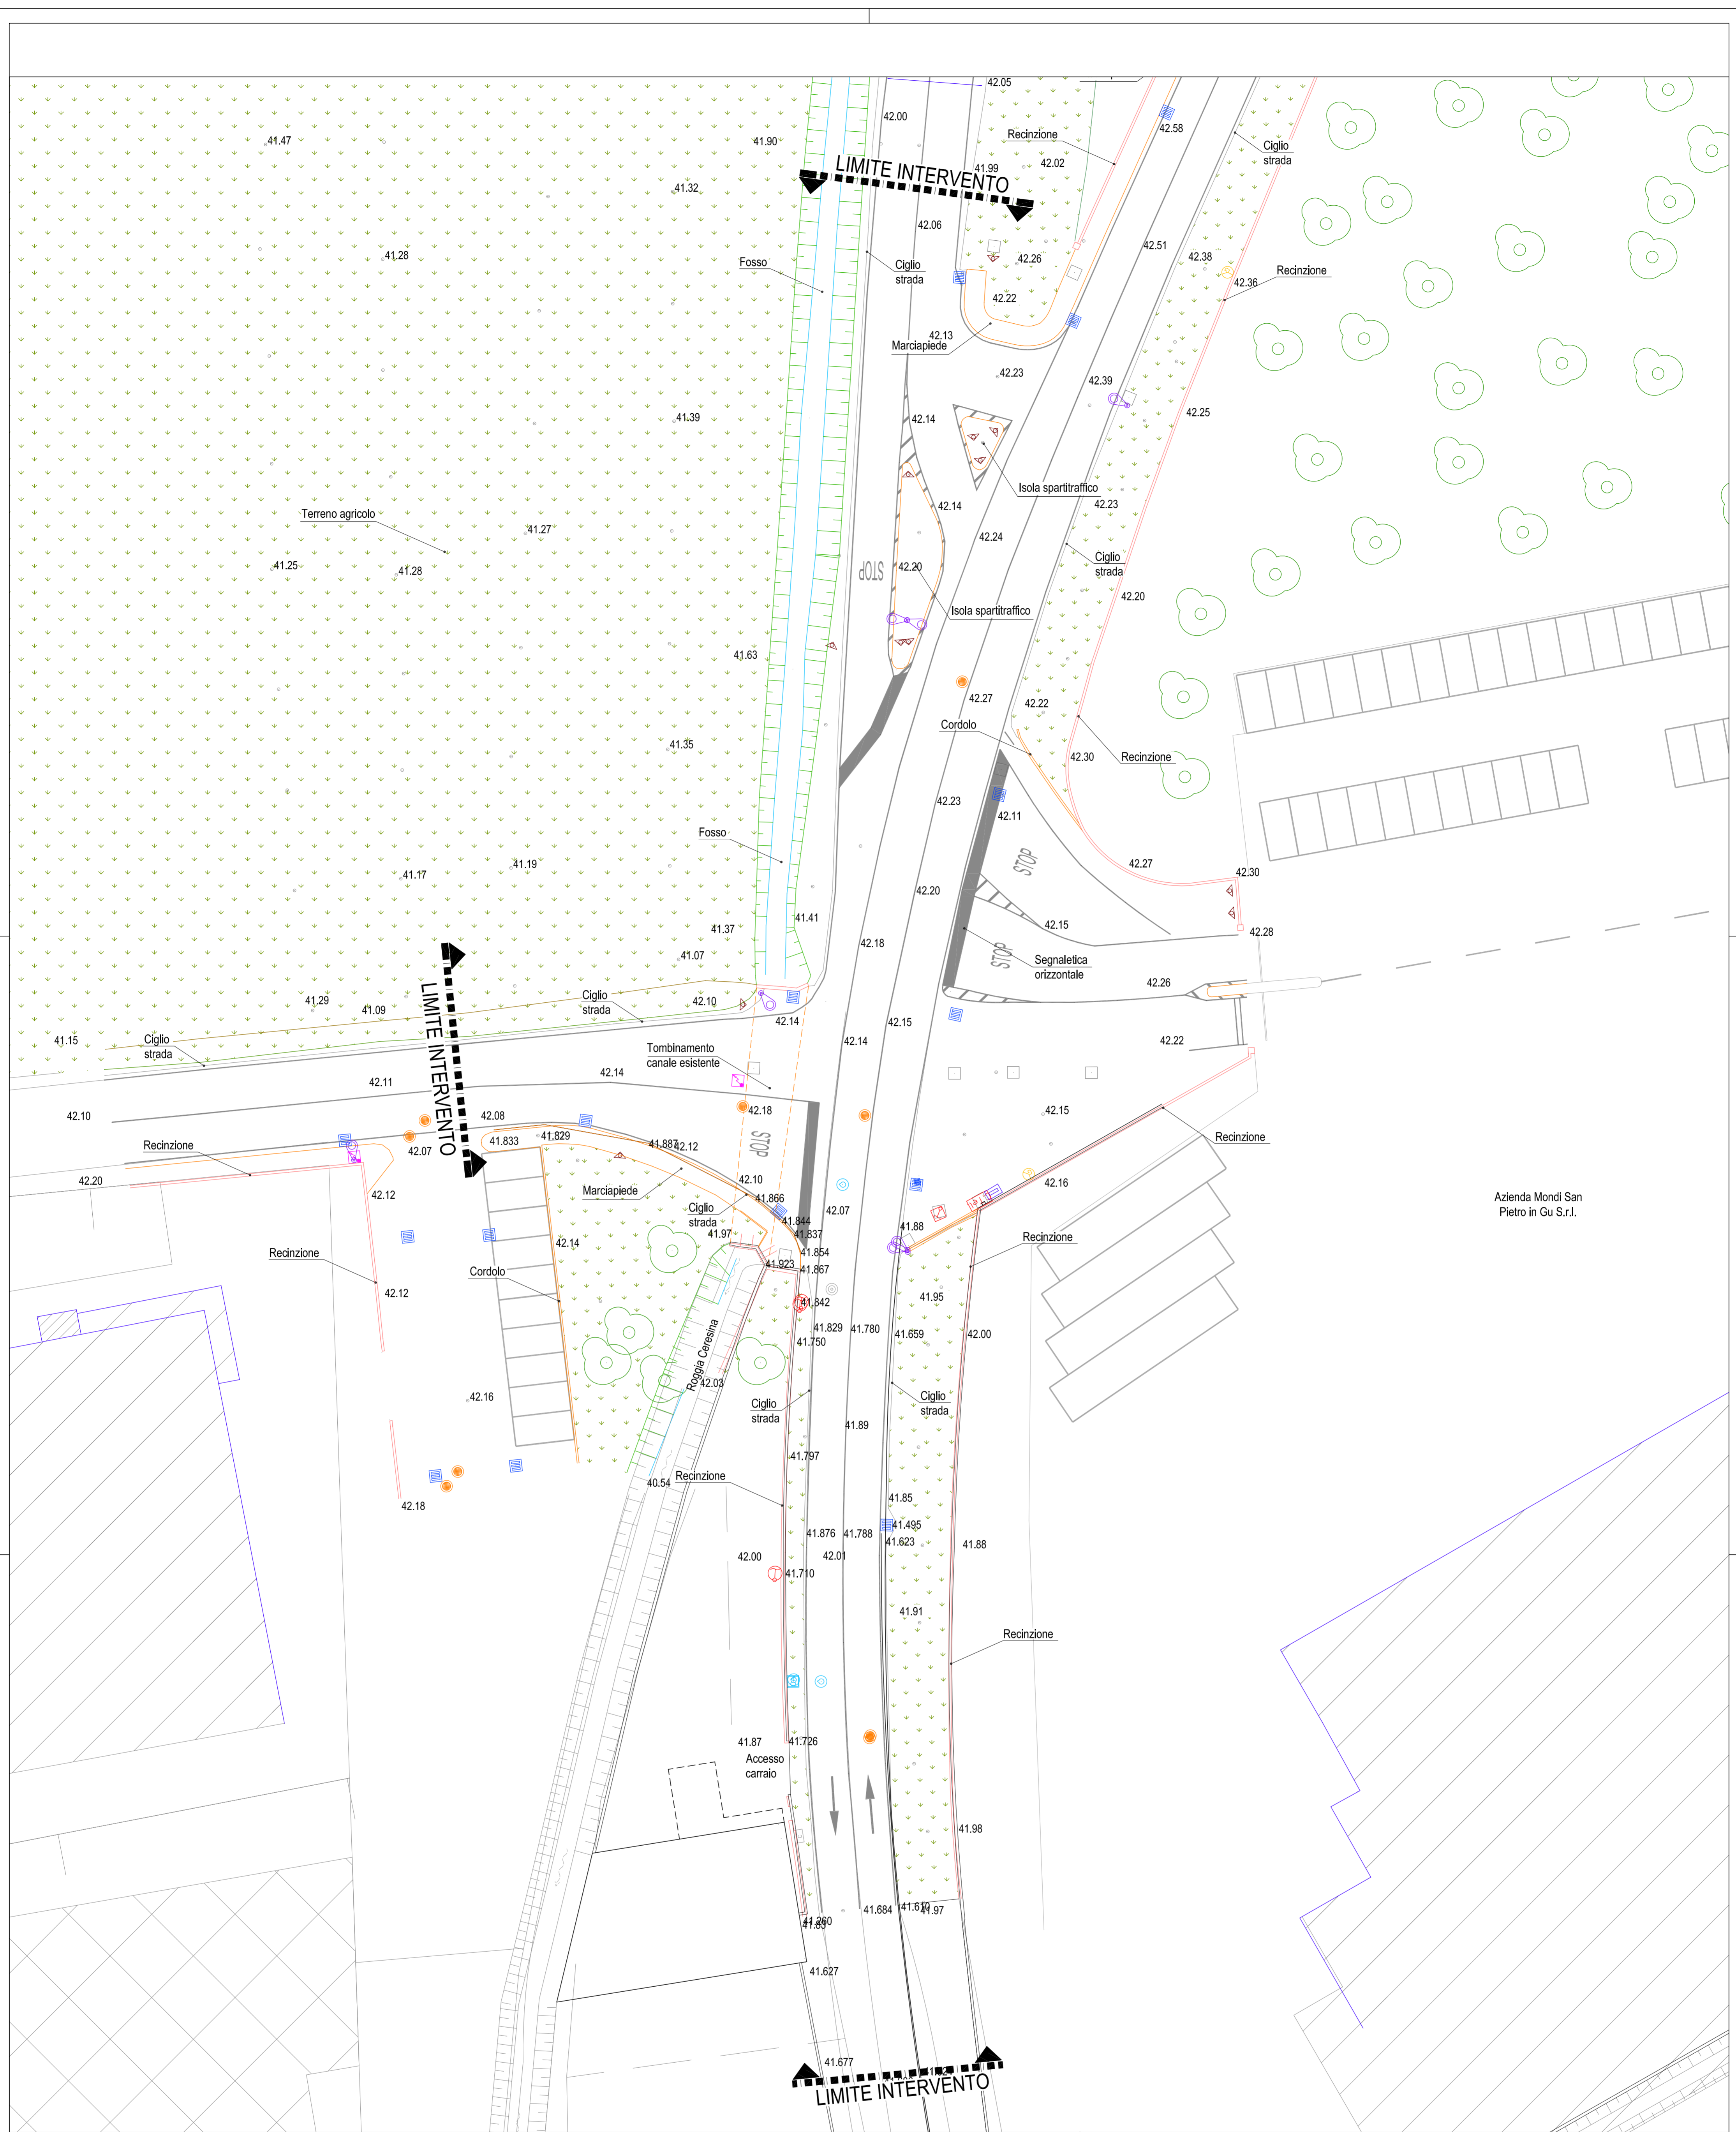 42.05
42.00
42.58
41.47
41.90
Recinzione
Ciglio
strada
LIMITE INTERVENTO
41.99
42.02
41.32
42.06
42.51
41.28
Fosso
Ciglio
strada
42.26
42.38
42.36
Recinzione
42.22
42.13
Marciapiede
42.23
42.39
42.25
41.39
42.14
Isola spartitraffico
42.14
42.23
Terreno agricolo
41.27
42.24
Ciglio
strada
41.25
41.28
STOP
42.20
42.20
Isola spartitraffico
41.63
42.27
42.22
Cordolo
41.35
42.30
Recinzione
42.23
42.11
Fosso
41.19
STOP
42.27
41.17
42.30
42.20
41.41
41.37
42.15
42.28
42.18
41.07
STOP
Segnaletica
orizzontale
42.26
LIMITE INTERVENTO
41.29
41.09
Ciglio
strada
42.10
42.14
42.15
41.15
Ciglio
strada
42.14
42.22
Tombinamento
canale esistente
42.11
42.14
42.10
42.08
42.18
42.15
Recinzione
42.07
41.833
41.829
41.887
42.12
STOP
Recinzione
42.20
42.12
Marciapiede
42.10
41.866
42.16
Azienda Mondi San
Pietro in Gu S.r.l.
Ciglio
strada
41.844
42.07
41.97
41.837
41.88
Recinzione
42.14
Recinzione
41.854
41.923
41.867
Cordolo
42.12
41.842
41.95
41.829
41.780
41.659
42.00
41.750
Roggia Ceresina
42.03
42.16
Ciglio
strada
Ciglio
strada
41.89
41.797
Recinzione
40.54
42.18
41.85
41.495
41.876
41.788
41.623
41.88
42.00
42.01
41.710
41.91
Recinzione
41.87
41.726
Accesso
carraio
41.98
41.684
41.610
41.97
41.260
41.83
41.627
41.677
LIMITE INTERVENTO